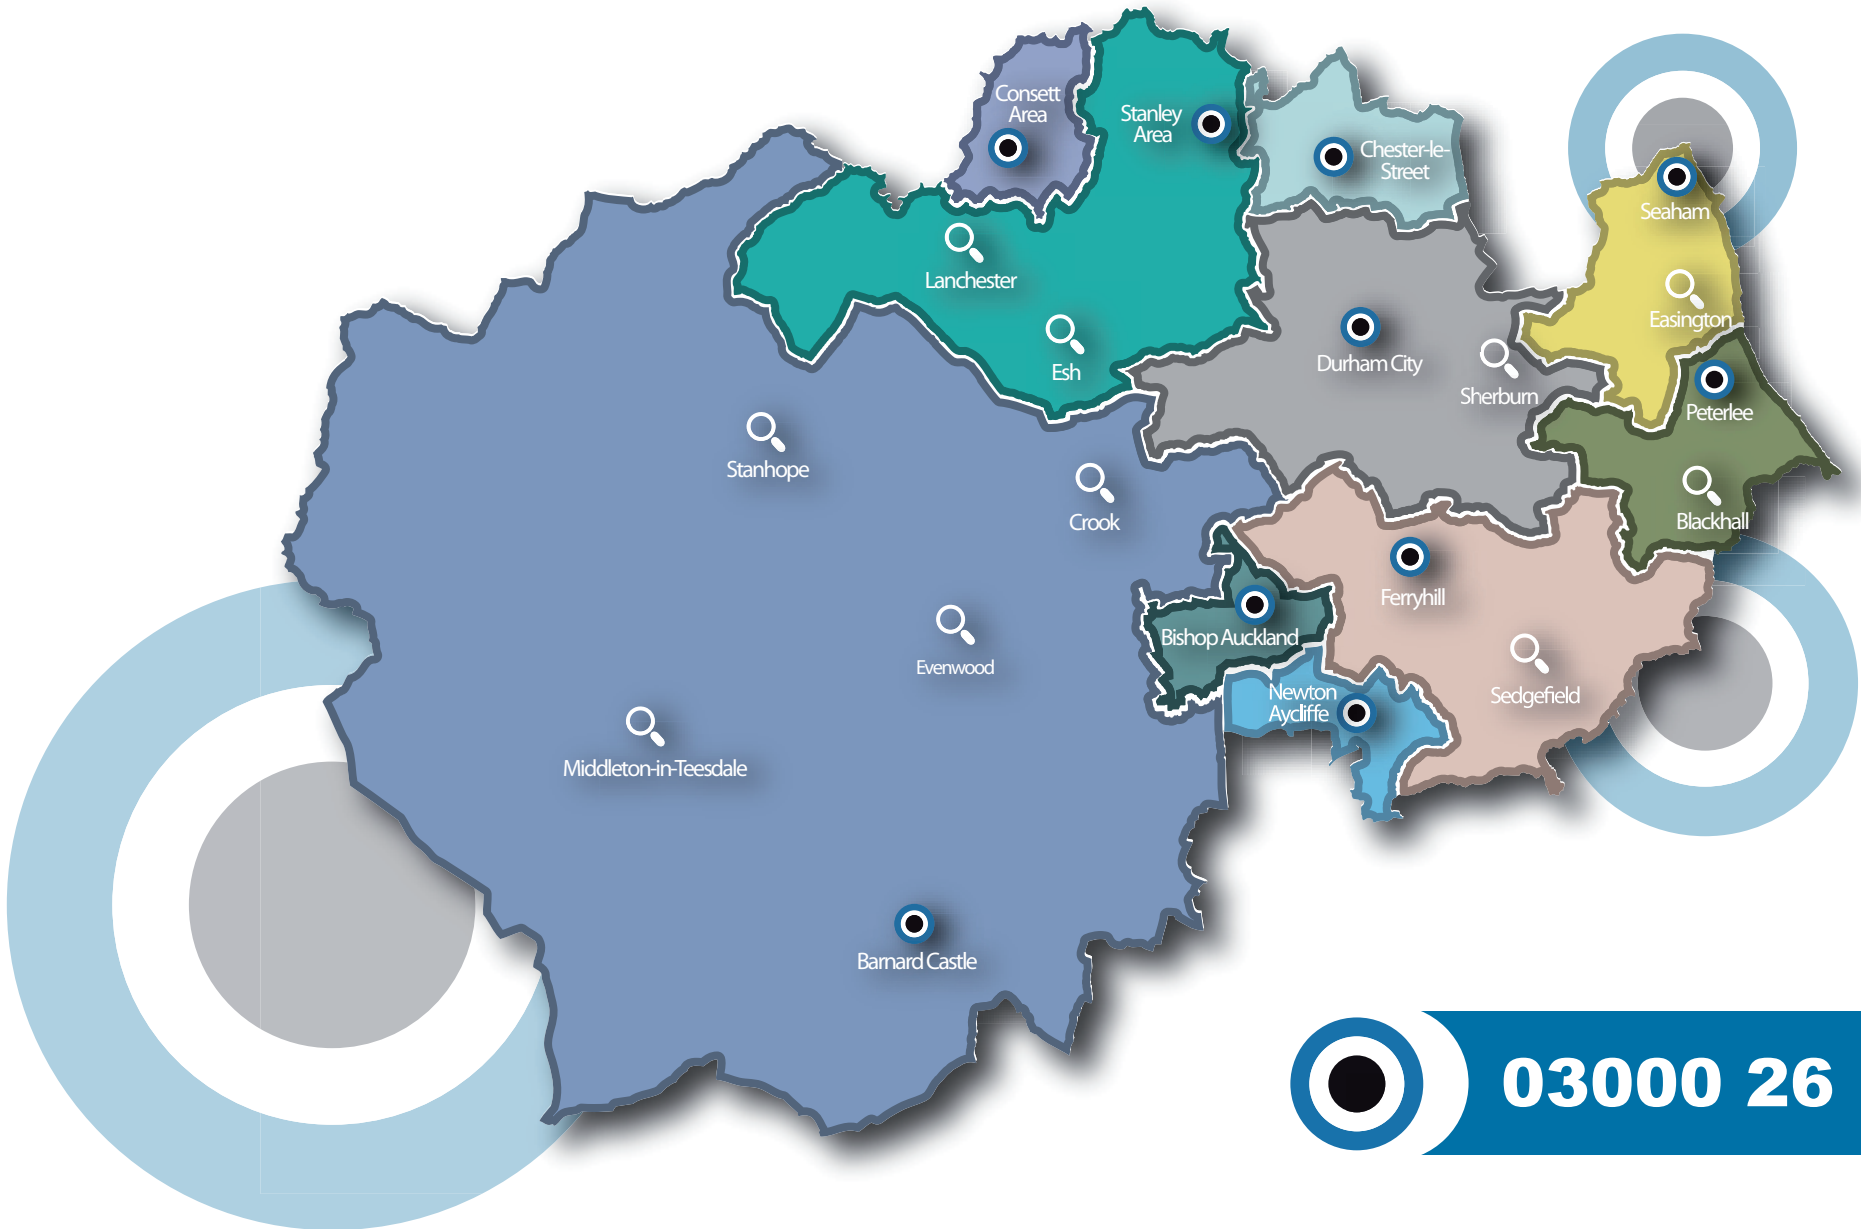 Consett
Area
Stanley
Area
Chester-le-
Street
Seaham
Lanchester
Easington
Esh
Durham City
Sherburn
Peterlee
Stanhope
Crook
Blackhall
Ferryhill
Bishop Auckland
Evenwood
Sedgefield
Newton
Aycliffe
Middleton-in-Teesdale
Barnard Castle
03000 26